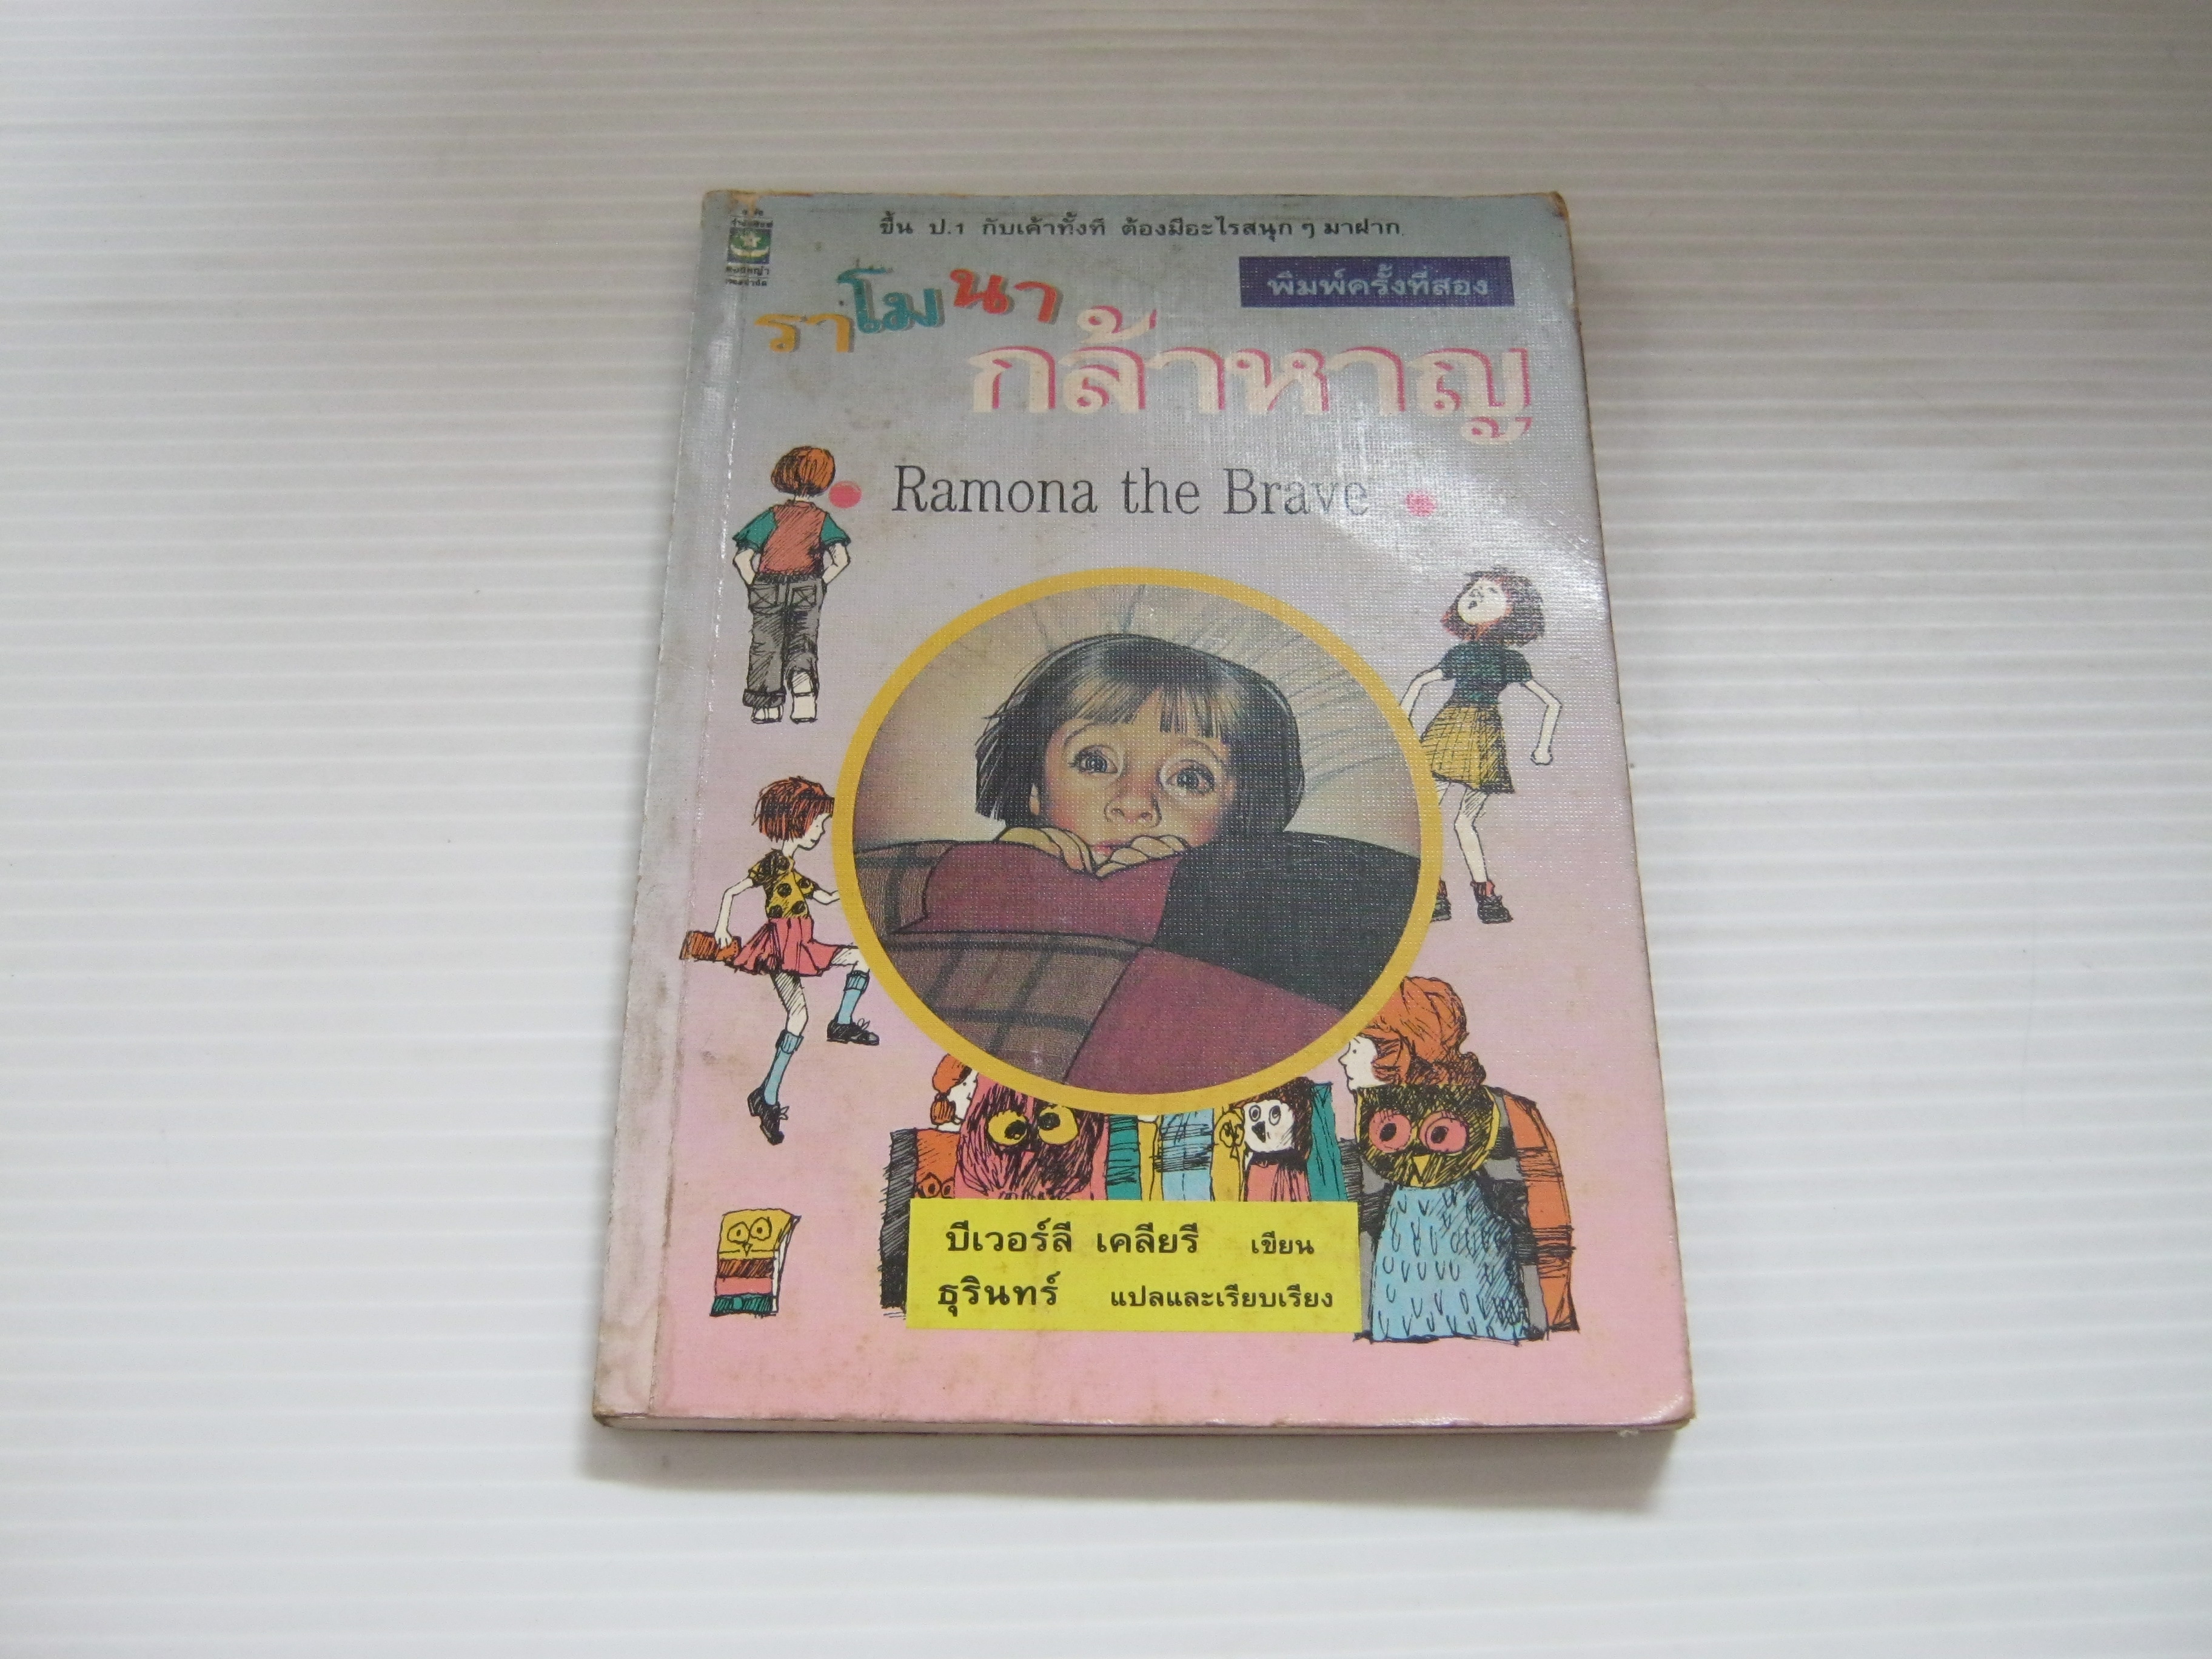 ขึ้น ป.1 กับเค้าทั้งที ต้องมีอะไรสนุก ๆ มาฝาก
พิมพ์ครั้งที่สอง
ราโมนา
กล้าหาญ
Ramona the Brave
บีเวอร์ลี เคลียรี เขียน
ธุรินทร์ แปลและเรียบเรียง